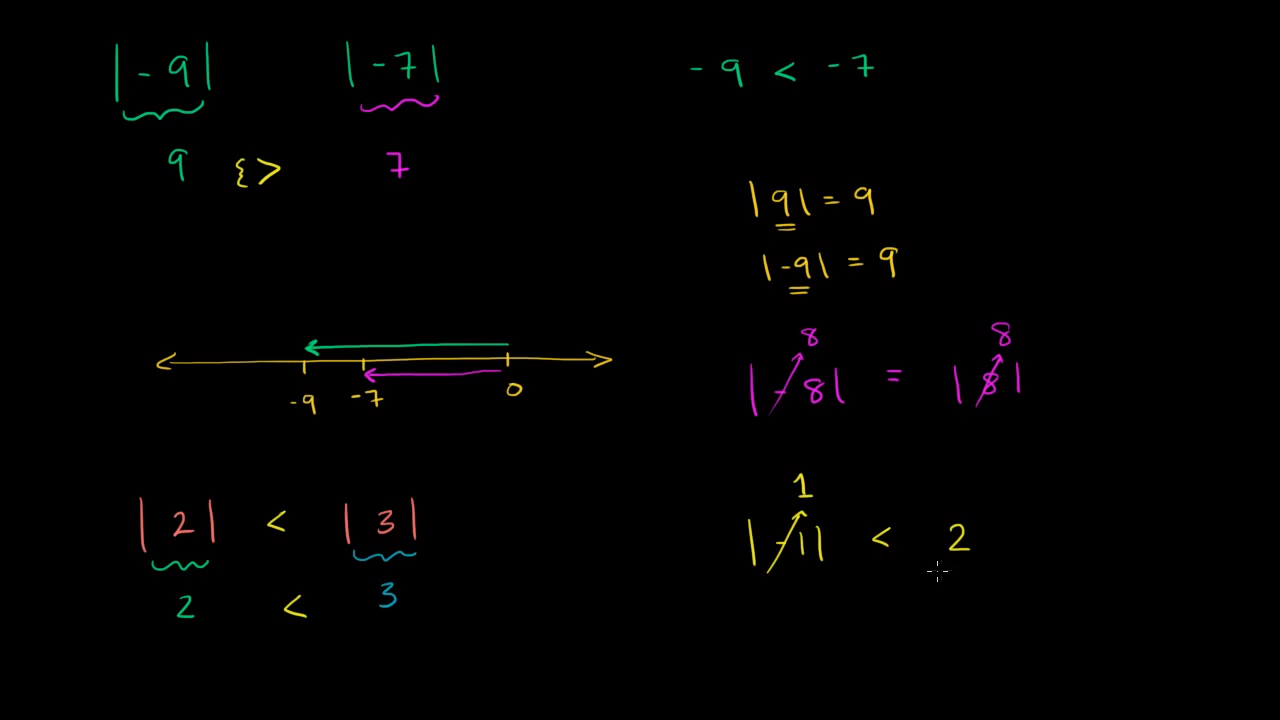 |-9| |-7|
9 > 7
-9 < -7
|9| = 9
|-9| = 9
-9 -7 0
8 8
|-8| = |8|
|2| < |3|
2 < 3
1
|-1| < 2